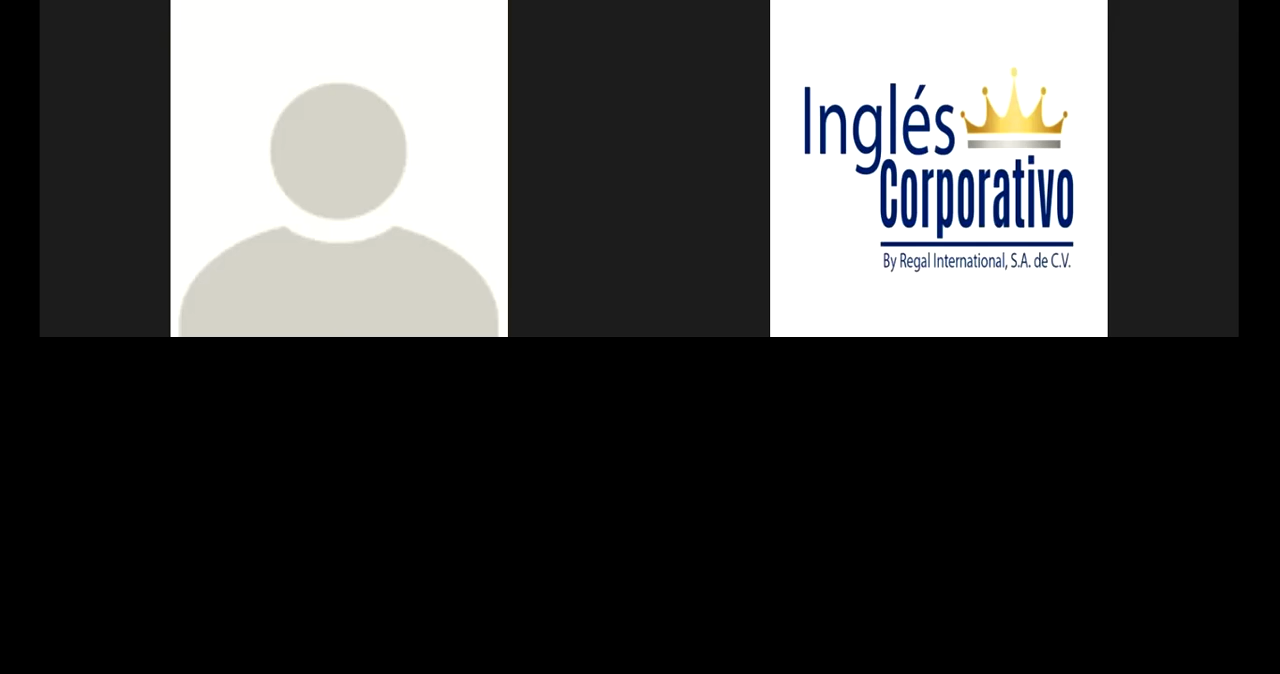 Inglés
Corporativo
By Regal International, S.A. de C.V.